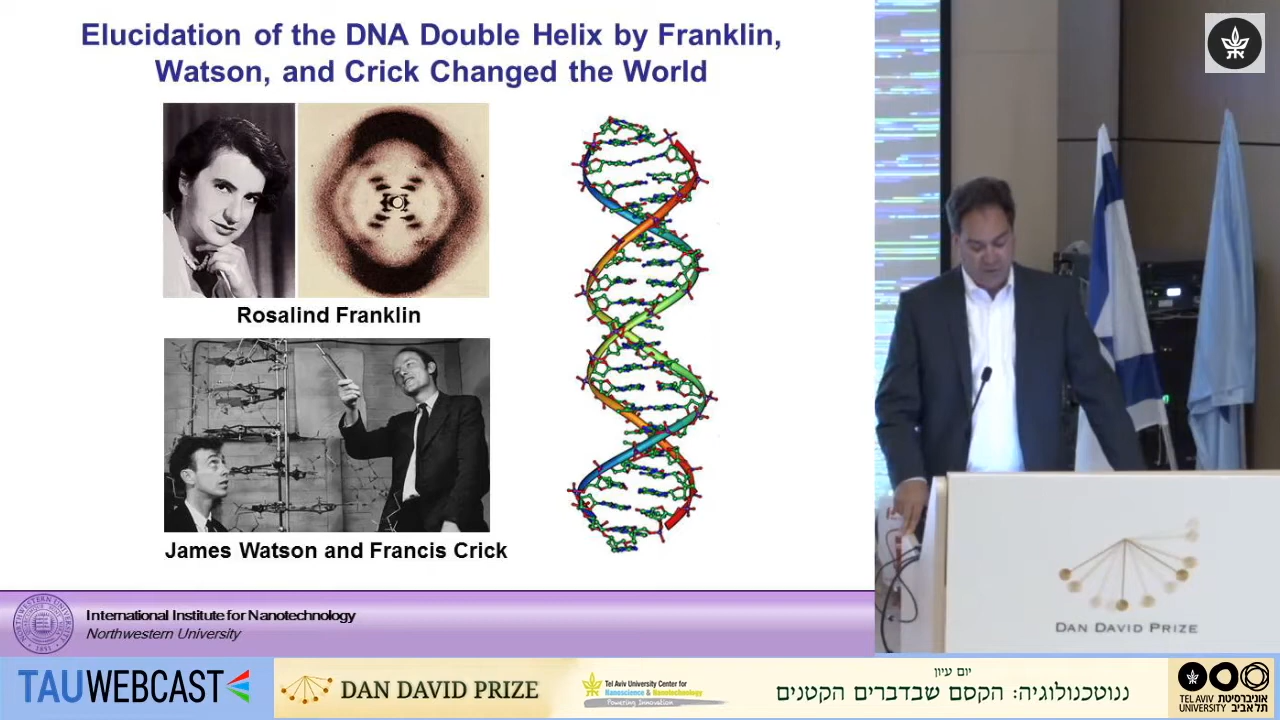 Elucidation of the DNA Double Helix by Franklin,
Watson, and Crick Changed the World
Rosalind Franklin
James Watson and Francis Crick
International Institute for Nanotechnology
Northwestern University
DAN DAVID PRIZE
TAUWEBCAST
DAN DAVID PRIZE
Tel Aviv University Center for
Nanoscience & Nanotechnology
Powering Innovation
יום עיון
ננוטכנולוגיה: הקסם שבדברים הקטנים
TEL AVIV אוניברסיטת
UNIVERSITY תל אביב